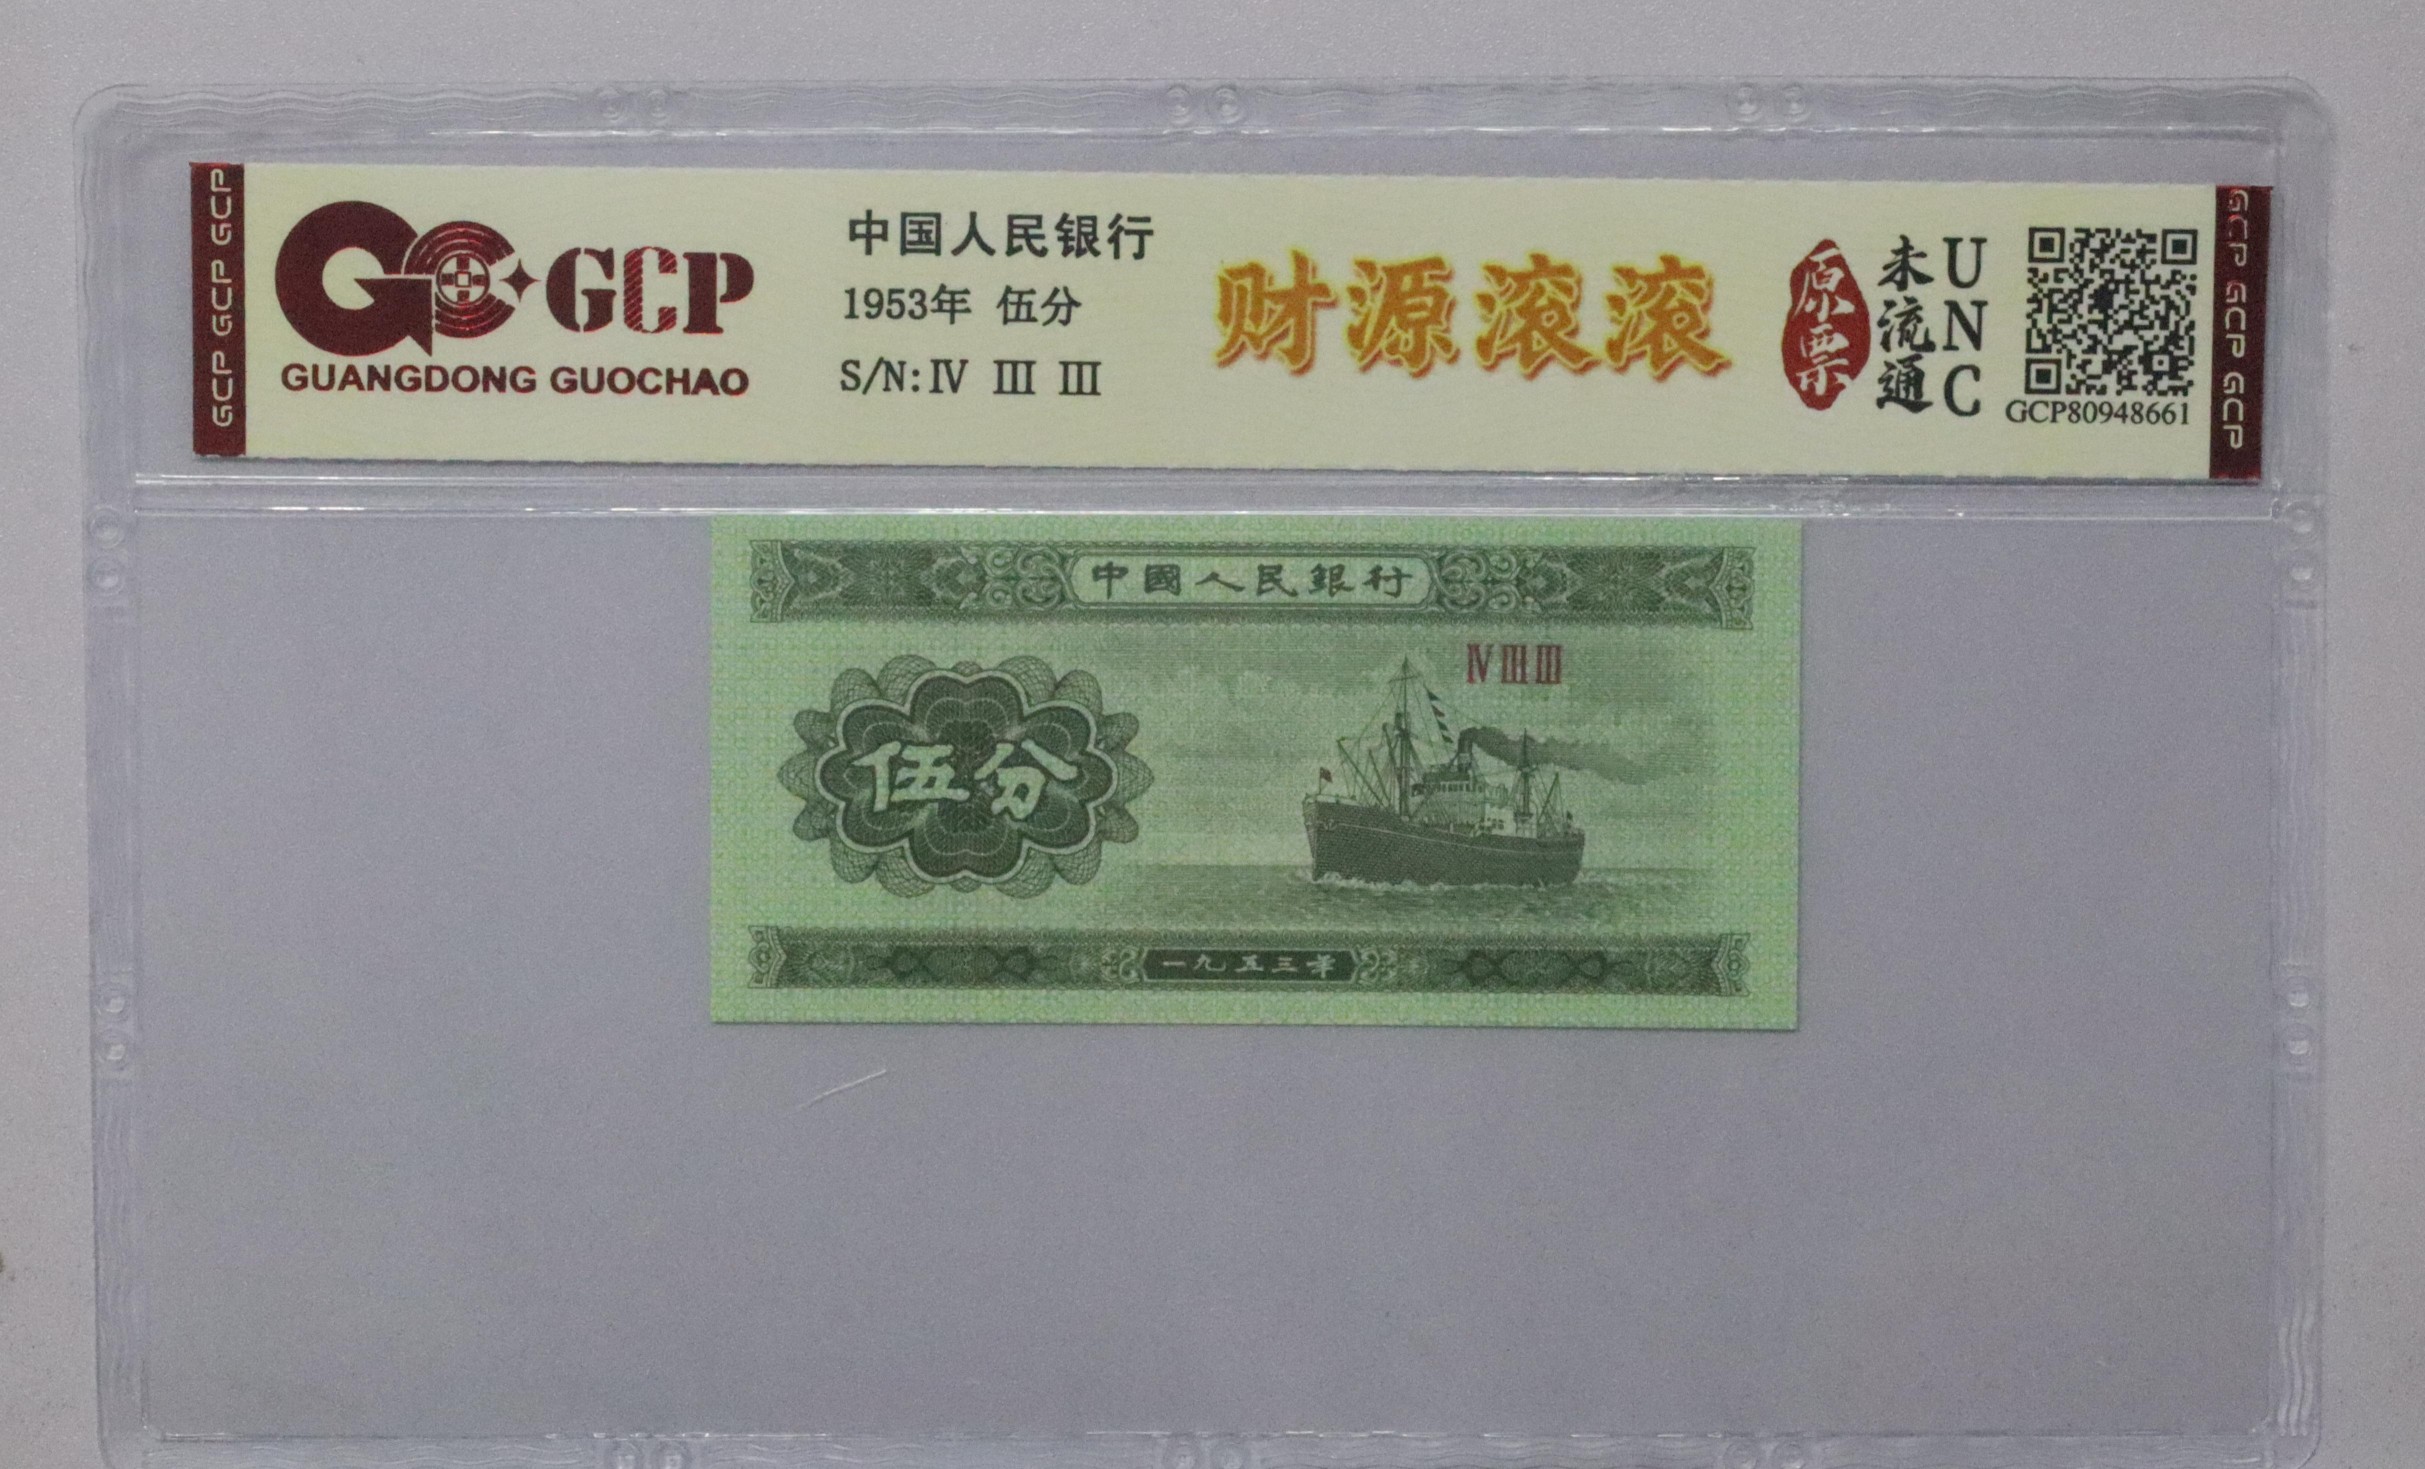 GCP GCP GCP
GCP
GUANGDONG GUOCHAO
中国人民银行
1953年 伍分
S/N: Ⅳ Ⅲ Ⅲ
财源滚滚
原票
未流通
UNC
GCP80948661
GCP GCP GCP
中國人民銀行
Ⅳ Ⅲ Ⅲ
伍分
一九五三年